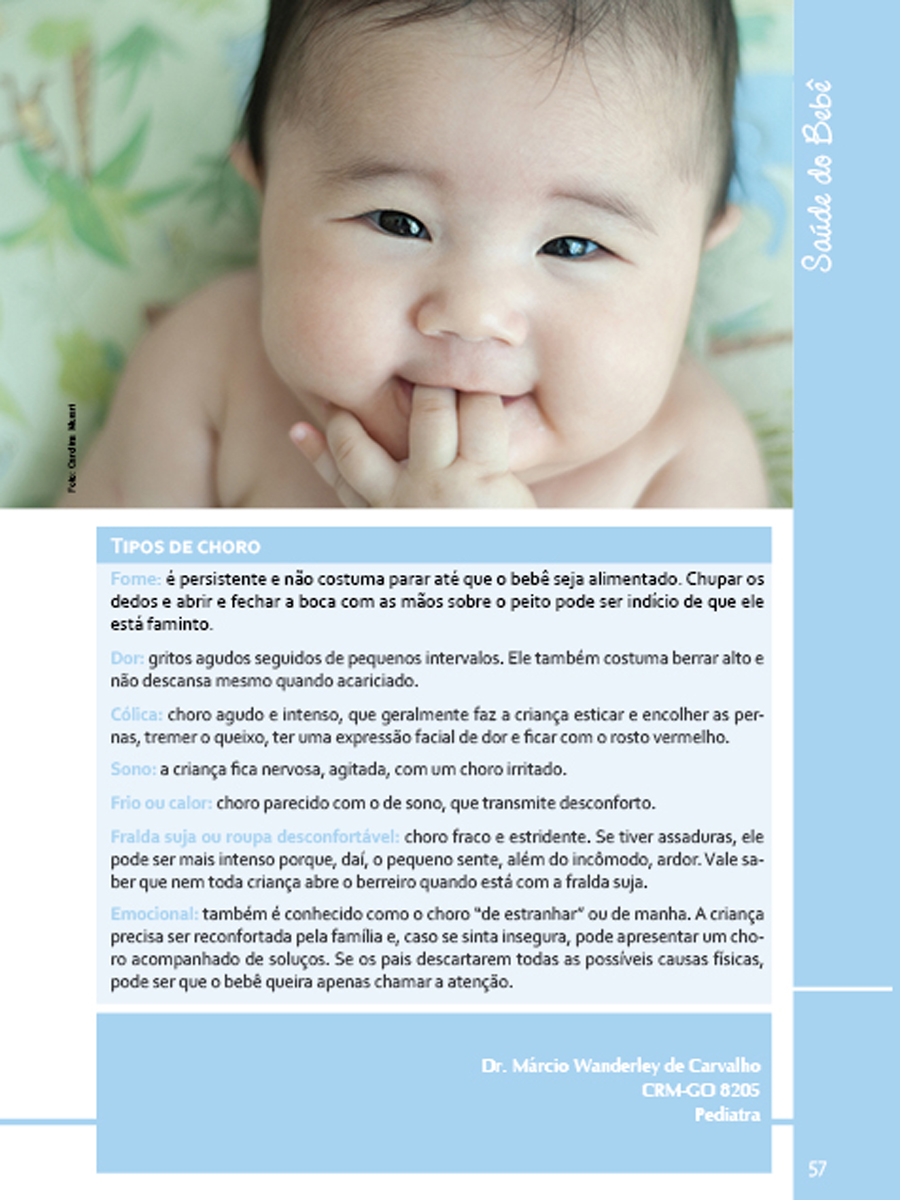 Saúde do Bebê
TIPOS DE CHORO
Fome: é persistente e não costuma parar até que o bebê seja alimentado. Chupar os
dedos e abrir e fechar a boca com as mãos sobre o peito pode ser indício de que ele
está faminto.
Dor: gritos agudos seguidos de pequenos intervalos. Ele também costuma berrar alto e
não descansa mesmo quando acariciado.
Cólica: choro agudo e intenso, que geralmente faz a criança esticar e encolher as per-
nas, tremer o queixo, ter uma expressão facial de dor e ficar com o rosto vermelho.
Sono: a criança fica nervosa, agitada, com um choro irritado.
Frio ou calor: choro parecido com o de sono, que transmite desconforto.
Fralda suja ou roupa desconfortável: choro fraco e estridente. Se tiver assaduras, ele
pode ser mais intenso porque, daí, o pequeno sente, além do incômodo, ardor. Vale sa-
ber que nem toda criança abre o berreiro quando está com a fralda suja.
Emocional: também é conhecido como o choro "de estranhar" ou de manha. A criança
precisa ser reconfortada pela família e, caso se sinta insegura, pode apresentar um cho-
ro acompanhado de soluços. Se os pais descartarem todas as possíveis causas físicas,
pode ser que o bebê queira apenas chamar a atenção.
Dr. Márcio Wanderley de Carvalho
CRM-GO 8205
Pediatra
57
Foto: